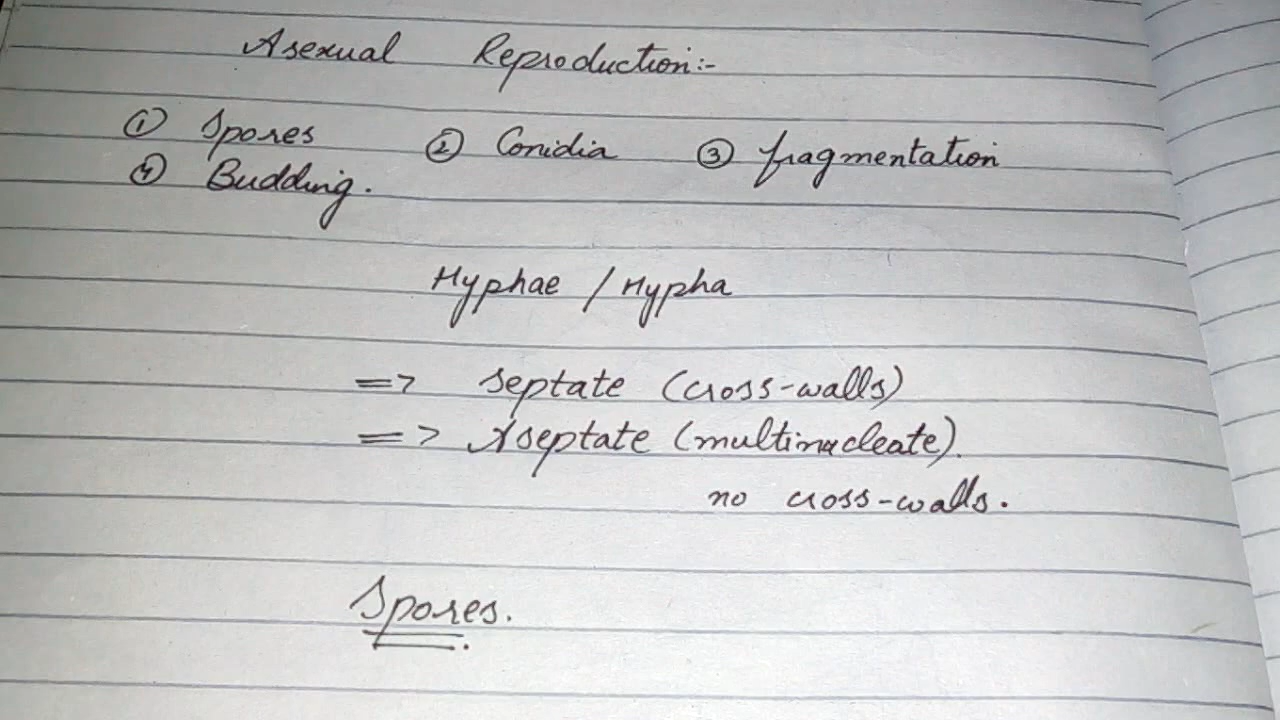 Asexual Reproduction:-
① Spores ② Conidia ③ fragmentation
④ Budding.
Hyphae / Hypha
=> septate (cross-walls)
=> Aseptate (multinucleate).
no cross-walls.
Spores.